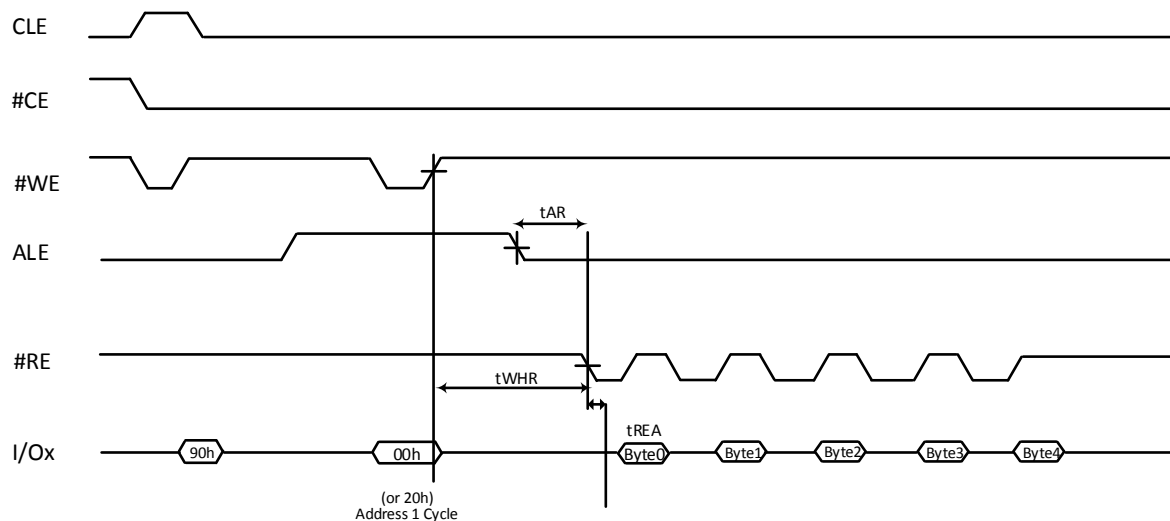 CLE
#CE
#WE
tAR
ALE
#RE
tWHR
tREA
I/Ox
90h
00h
Byte0
Byte1
Byte2
Byte3
Byte4
(or 20h)
Address 1 Cycle